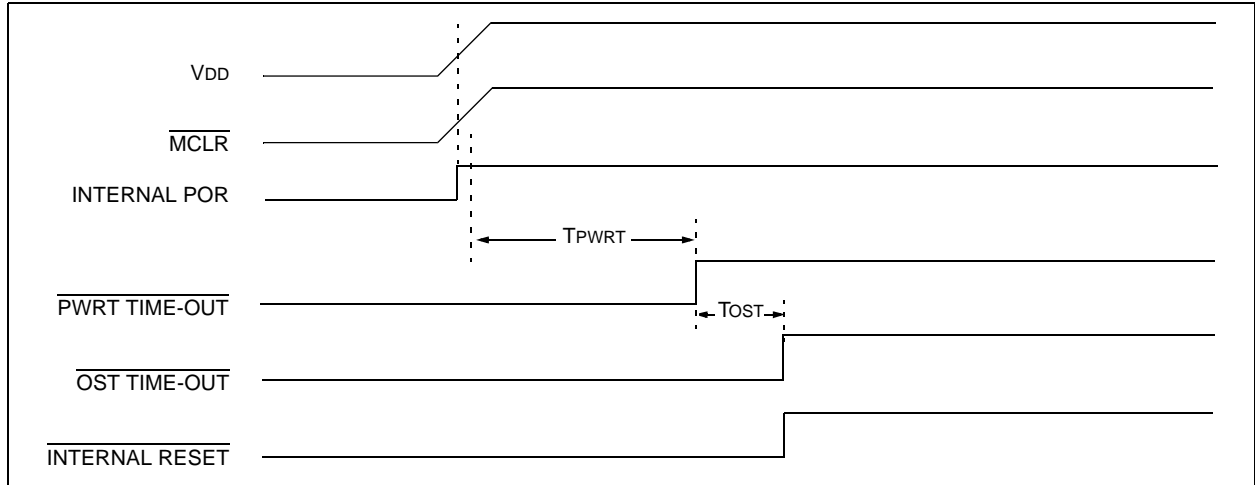 VDD
MCLR
INTERNAL POR
TPWRT
PWRT TIME-OUT
TOST
OST TIME-OUT
INTERNAL RESET